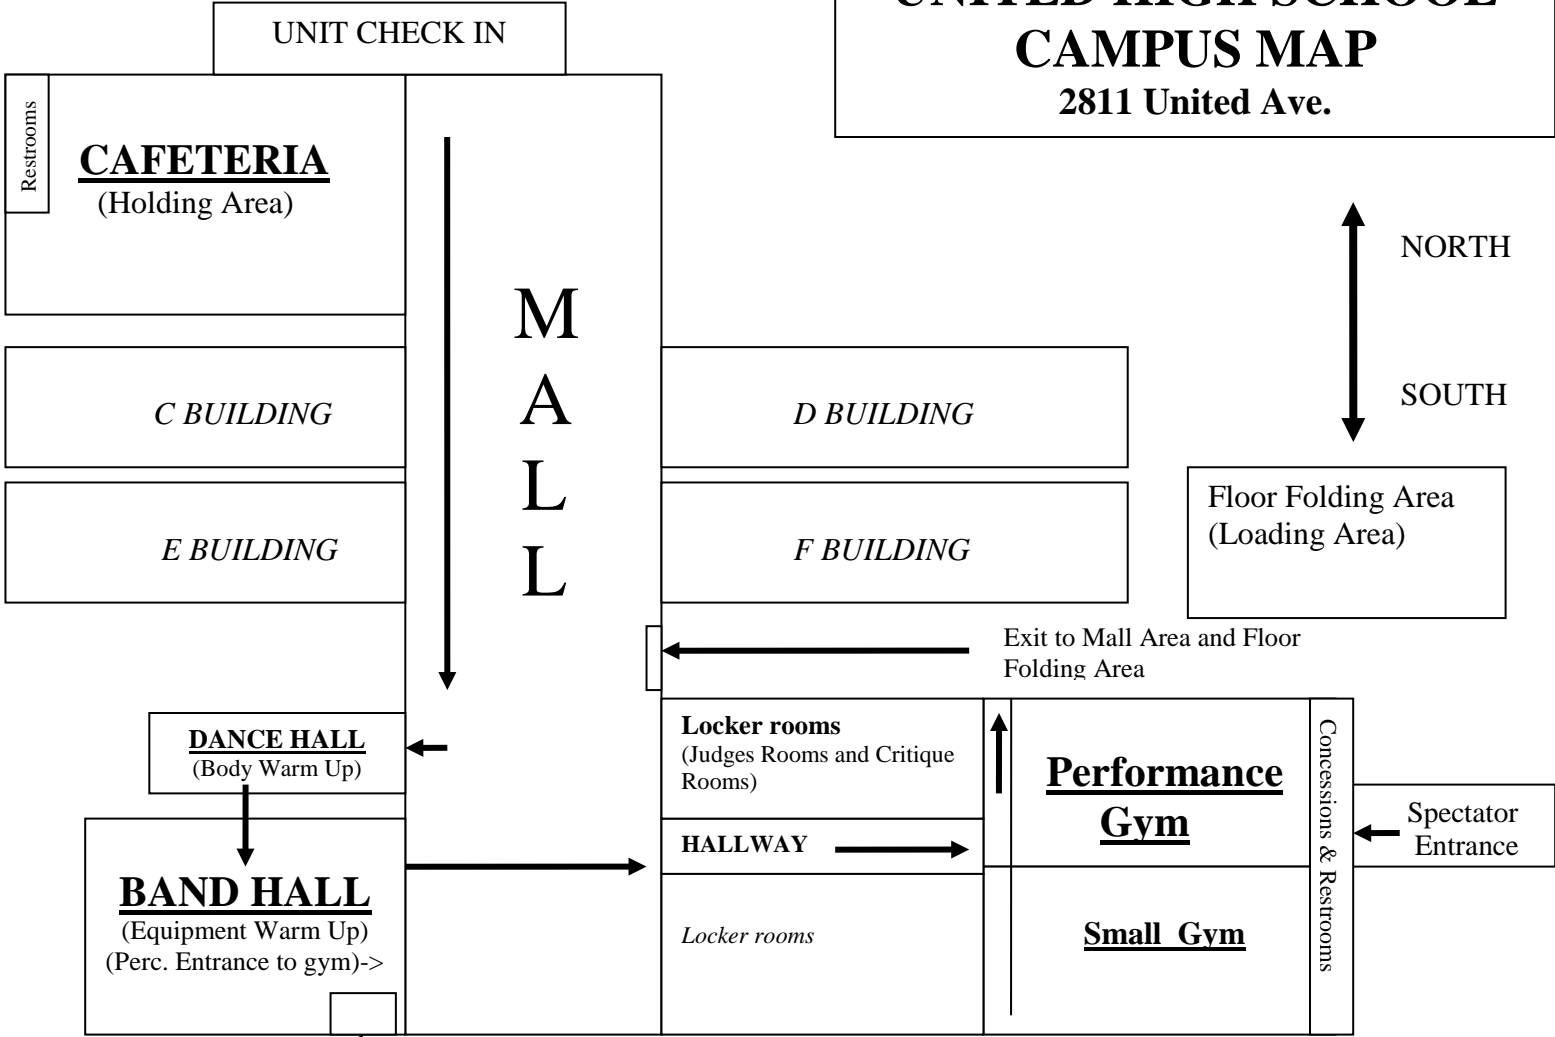 UNIT CHECK IN
UNITED HIGH SCHOOL
CAMPUS MAP
2811 United Ave.
Restrooms
CAFETERIA
(Holding Area)
NORTH
SOUTH
M
A
L
L
C BUILDING
D BUILDING
E BUILDING
F BUILDING
Floor Folding Area
(Loading Area)
Exit to Mall Area and Floor
Folding Area
DANCE HALL
(Body Warm Up)
Locker rooms
(Judges Rooms and Critique
Rooms)
Performance
Gym
Concessions & Restrooms
Spectator
Entrance
HALLWAY
BAND HALL
(Equipment Warm Up)
(Perc. Entrance to gym)->
Locker rooms
Small Gym